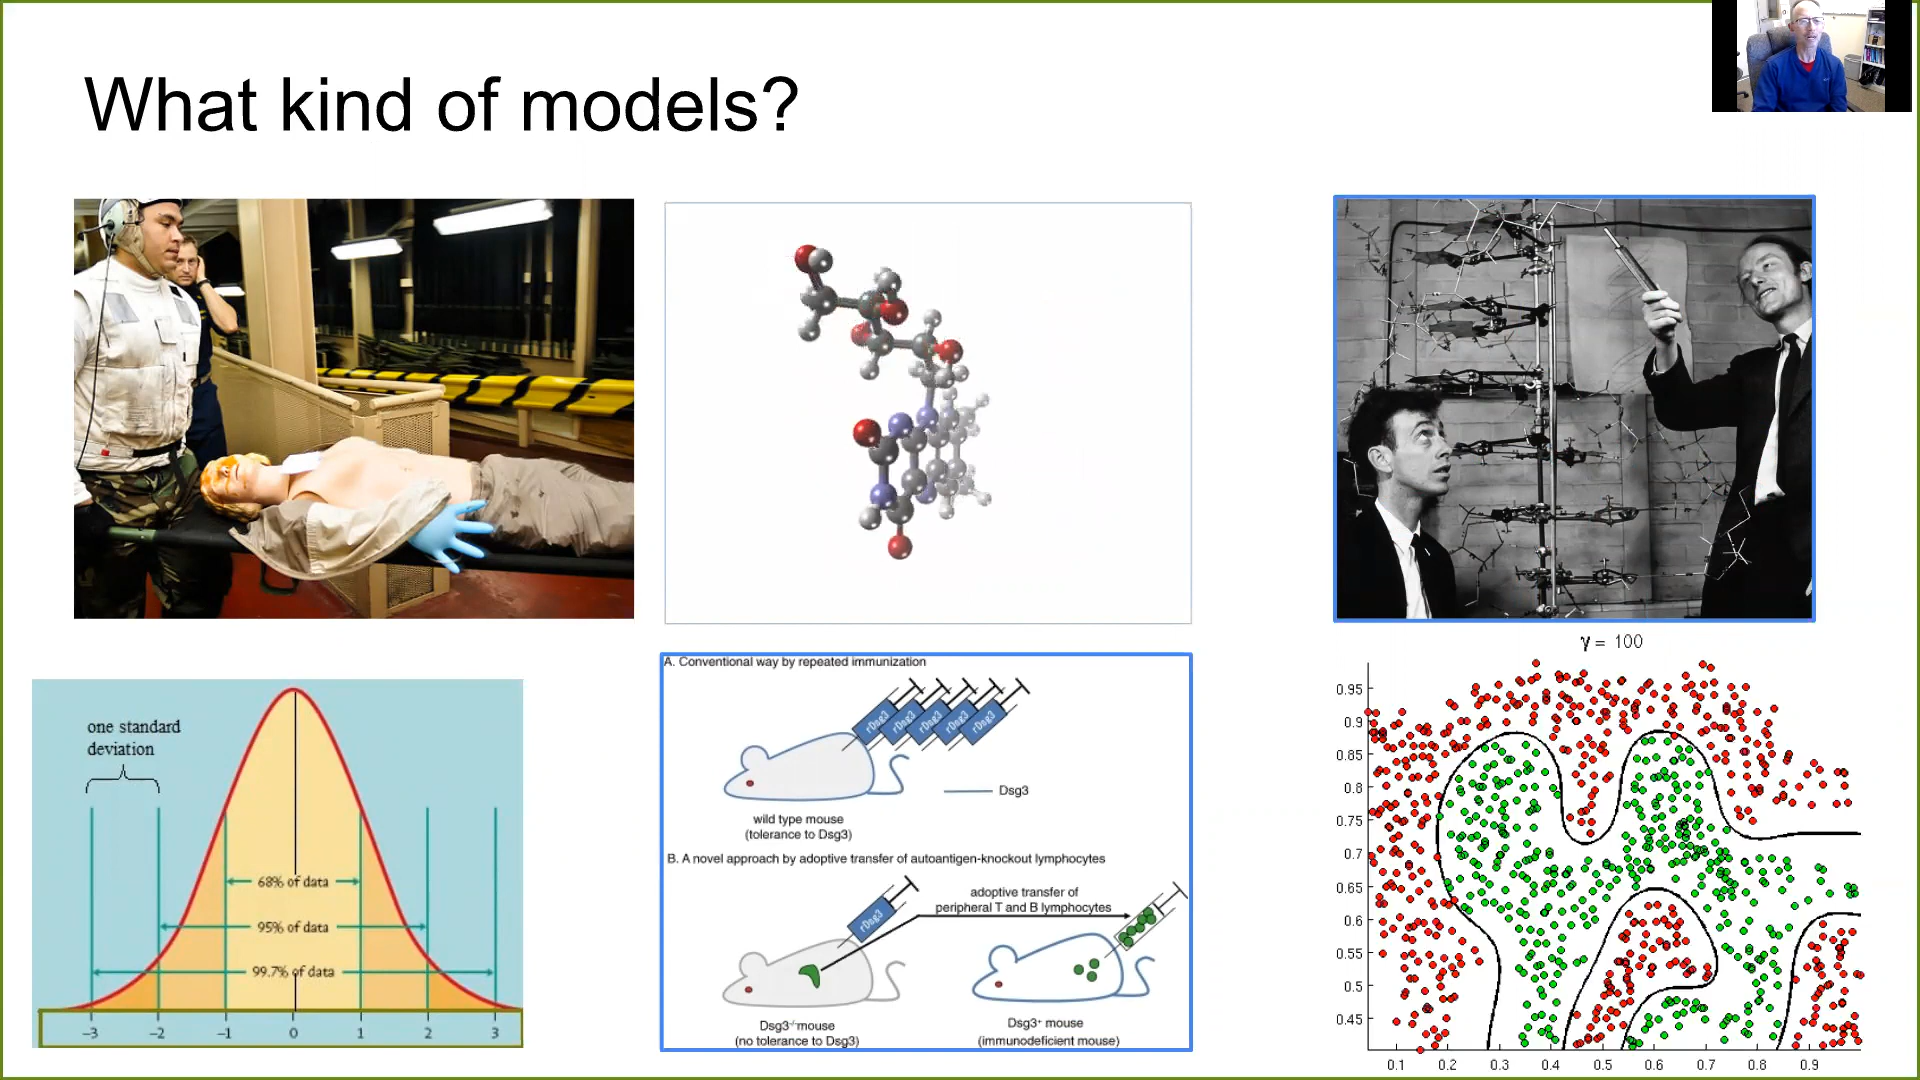 What kind of models?
one standard
deviation
68% of data
95% of data
99.7% of data
−3 −2 −1 0 1 2 3
A. Conventional way by repeated immunization
rDsg3 rDsg3 rDsg3 rDsg3 rDsg3
Dsg3
wild type mouse
(tolerance to Dsg3)
B. A novel approach by adoptive transfer of autoantigen-knockout lymphocytes
adoptive transfer of
peripheral T and B lymphocytes
rDsg3
Dsg3-/-mouse
(no tolerance to Dsg3)
Dsg3+ mouse
(immunodeficient mouse)
γ = 100
0.95
0.9
0.85
0.8
0.75
0.7
0.65
0.6
0.55
0.5
0.45
0.1 0.2 0.3 0.4 0.5 0.6 0.7 0.8 0.9